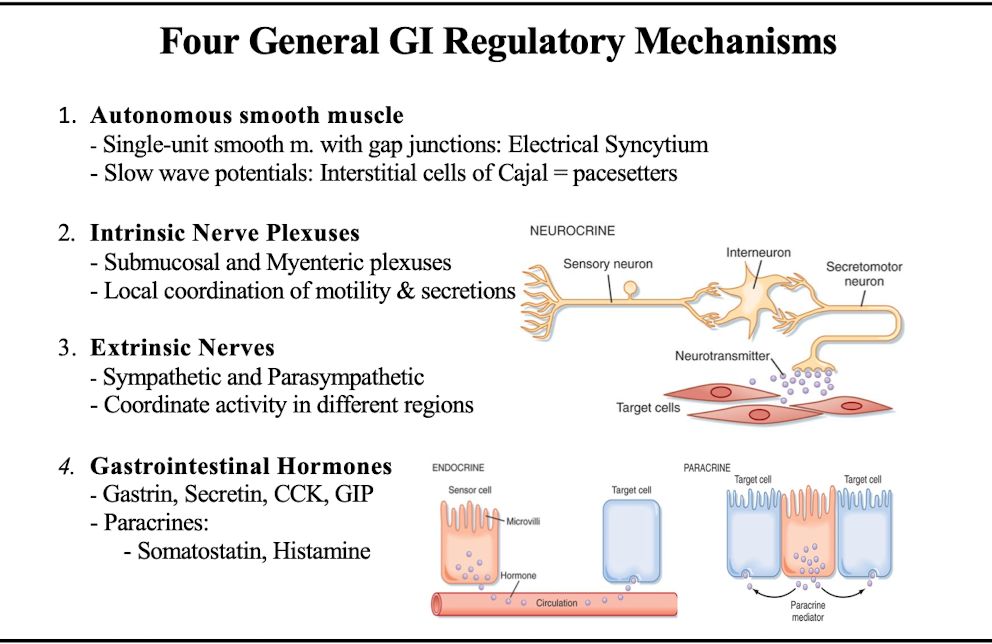 Four General GI Regulatory Mechanisms
1. Autonomous smooth muscle
- Single-unit smooth m. with gap junctions: Electrical Syncytium
- Slow wave potentials: Interstitial cells of Cajal = pacesetters
2. Intrinsic Nerve Plexuses
- Submucosal and Myenteric plexuses
- Local coordination of motility & secretions
3. Extrinsic Nerves
- Sympathetic and Parasympathetic
- Coordinate activity in different regions
4. Gastrointestinal Hormones
- Gastrin, Secretin, CCK, GIP
- Paracrines:
- Somatostatin, Histamine
NEUROCRINE
Sensory neuron
Interneuron
Secretomotor
neuron
Neurotransmitter
Target cells
ENDOCRINE
Sensor cell
Target cell
Microvilli
Hormone
Circulation
PARACRINE
Target cell
Target cell
Paracrine
mediator